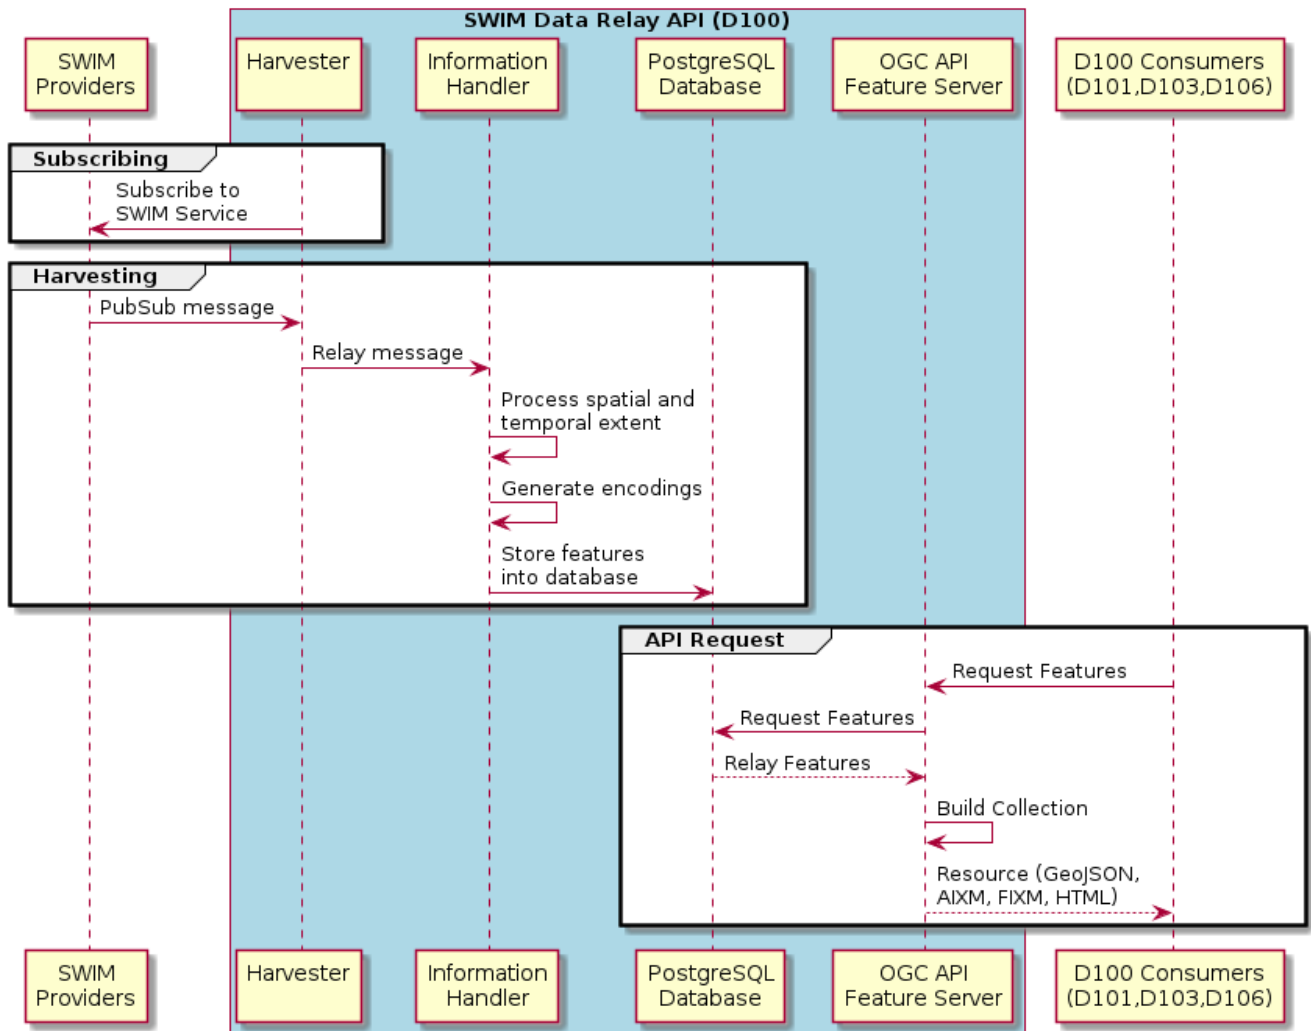 SWIM Data Relay API (D100)
SWIM
Providers
Harvester
Information
Handler
PostgreSQL
Database
OGC API
Feature Server
D100 Consumers
(D101,D103,D106)
Subscribing
Subscribe to
SWIM Service
Harvesting
PubSub message
Relay message
Process spatial and
temporal extent
Generate encodings
Store features
into database
API Request
Request Features
Request Features
Relay Features
Build Collection
Resource (GeoJSON,
AIXM, FIXM, HTML)
SWIM
Providers
Harvester
Information
Handler
PostgreSQL
Database
OGC API
Feature Server
D100 Consumers
(D101,D103,D106)